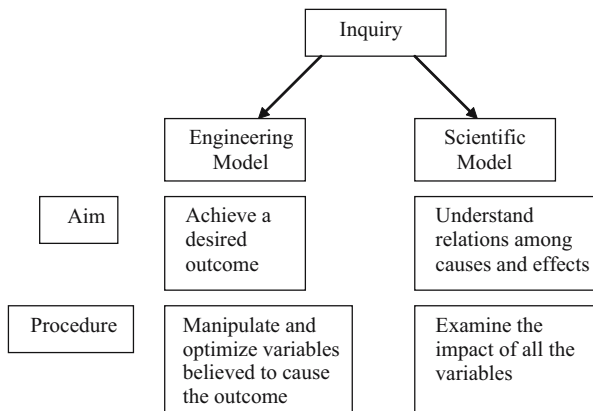 Inquiry
Engineering
Model
Scientific
Model
Aim
Achieve a
desired
outcome
Understand
relations among
causes and effects
Procedure
Manipulate and
optimize variables
believed to cause
the outcome
Examine the
impact of all the
variables